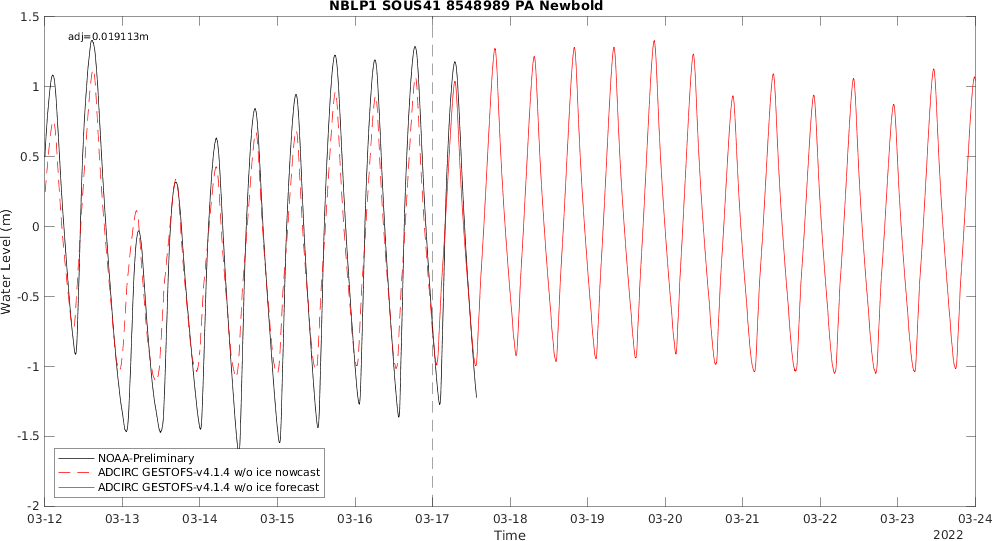 NBLP1 SOUS41 8548989 PA Newbold
adj=0.019113m
1.5
1
0.5
0
-0.5
-1
-1.5
-2
Water Level (m)
NOAA-Preliminary
ADCIRC GESTOFS-v4.1.4 w/o ice nowcast
ADCIRC GESTOFS-v4.1.4 w/o ice forecast
03-12 03-13 03-14 03-15 03-16 03-17 03-18 03-19 03-20 03-21 03-22 03-23 03-24
Time
2022